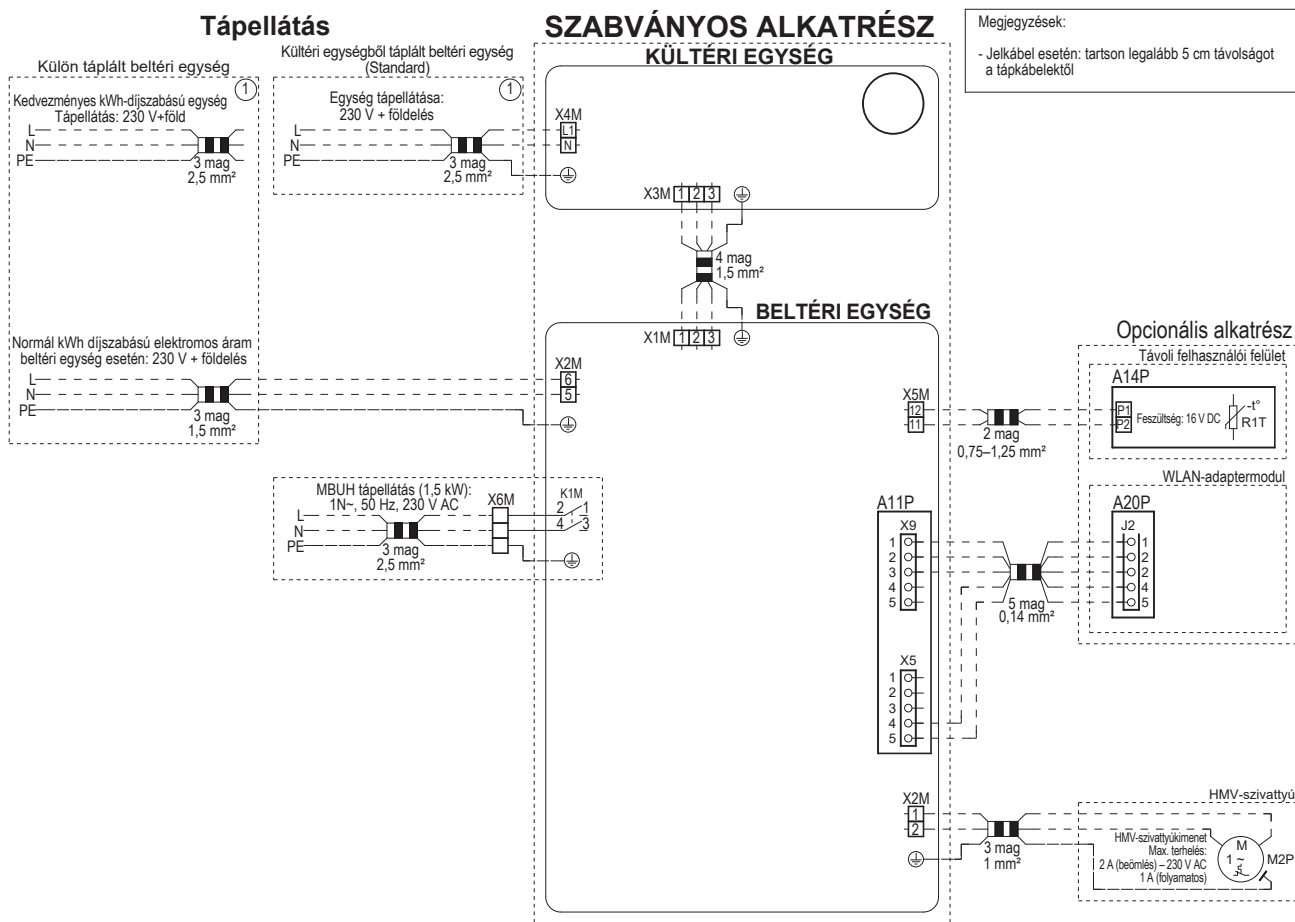 Tápellátás
SZABVÁNYOS ALKATRÉSZ
Megjegyzések:
- Jelkábel esetén: tartson legalább 5 cm távolságot
a tápkábelektől
Külön táplált beltéri egység
1
Kedvezményes kWh-díjszabású egység
Tápellátás: 230 V+föld
L
N
PE
3 mag
2,5 mm²
Kültéri egységből táplált beltéri egység
(Standard)
1
Egység tápellátása:
230 V + földelés
L
N
PE
3 mag
2,5 mm²
KÜLTÉRI EGYSÉG
X4M
L1
N
X3M 1 2 3
4 mag
1,5 mm²
BELTÉRI EGYSÉG
X1M 1 2 3
Normál kWh díjszabású elektromos áram
beltéri egység esetén: 230 V + földelés
L
N
PE
3 mag
1,5 mm²
X2M
6
5
MBUH tápellátás (1,5 kW):
1N~, 50 Hz, 230 V AC
L
N
PE
3 mag
2,5 mm²
X6M
K1M
2 1
4 3
Opcionális alkatrész
Távoli felhasználói felület
X5M
12
11
2 mag
0,75–1,25 mm²
A14P
P1
P2
Feszültség: 16 V DC
-t°
R1T
WLAN-adaptermodul
A11P
X9
1
2
3
4
5
5 mag
0,14 mm²
A20P
J2
1
2
2
4
5
X5
1
2
3
4
5
HMV-szivattyú
X2M
1
2
3 mag
1 mm²
HMV-szivattyúkimenet
Max. terhelés:
2 A (beömlés) – 230 V AC
1 A (folyamatos)
M
1 ~
M2P